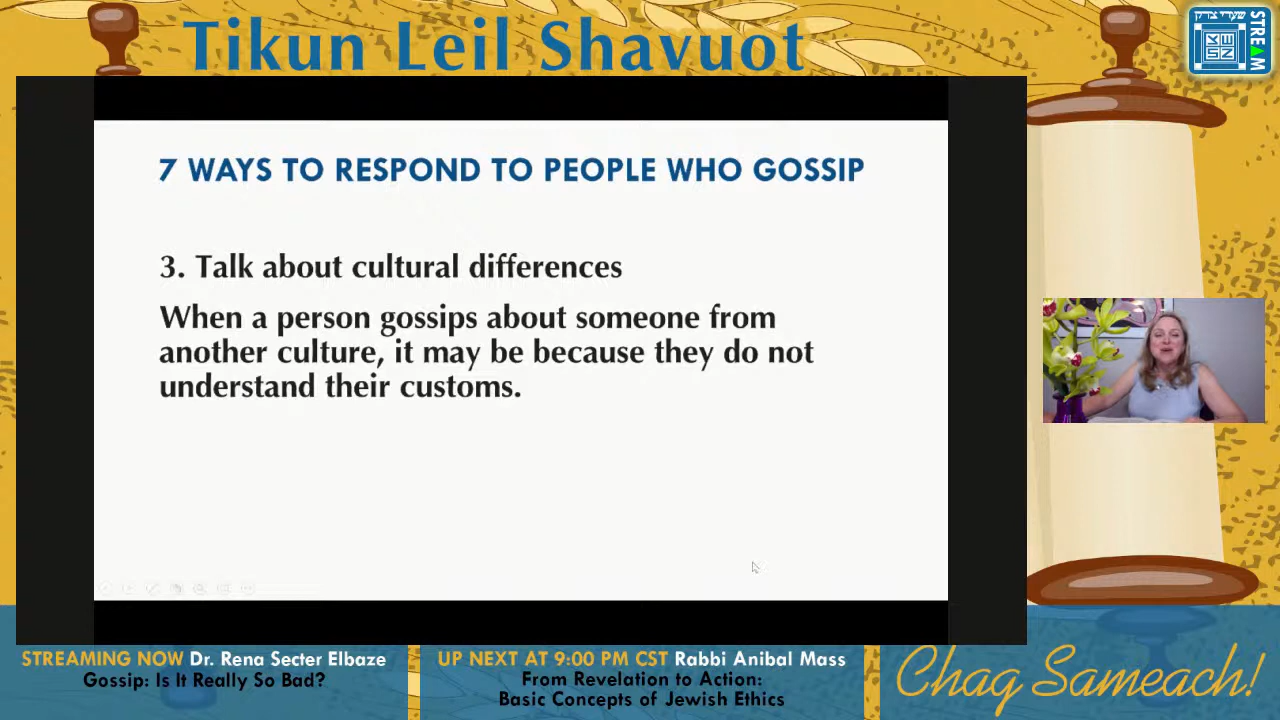 Tikun Leil Shavuot
שערי צדק
STREAM
7 WAYS TO RESPOND TO PEOPLE WHO GOSSIP
3. Talk about cultural differences
When a person gossips about someone from
another culture, it may be because they do not
understand their customs.
STREAMING NOW Dr. Rena Secter Elbaze
Gossip: Is It Really So Bad?
UP NEXT AT 9:00 PM CST Rabbi Anibal Mass
From Revelation to Action:
Basic Concepts of Jewish Ethics
Chag Sameach!